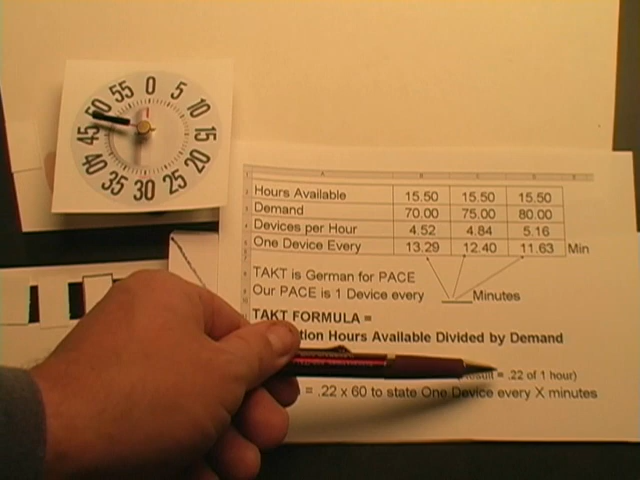 0 5 10 15 20 25 30 35 40 45 50 55
Hours Available 15.50 15.50 15.50
Demand 70.00 75.00 80.00
Devices per Hour 4.52 4.84 5.16
One Device Every 13.29 12.40 11.63 Min
TAKT is German for PACE
Our PACE is 1 Device every ____ Minutes
TAKT FORMULA =
Hours Available Divided by Demand
= .22 of 1 hour)
= .22 x 60 to state One Device every X minutes